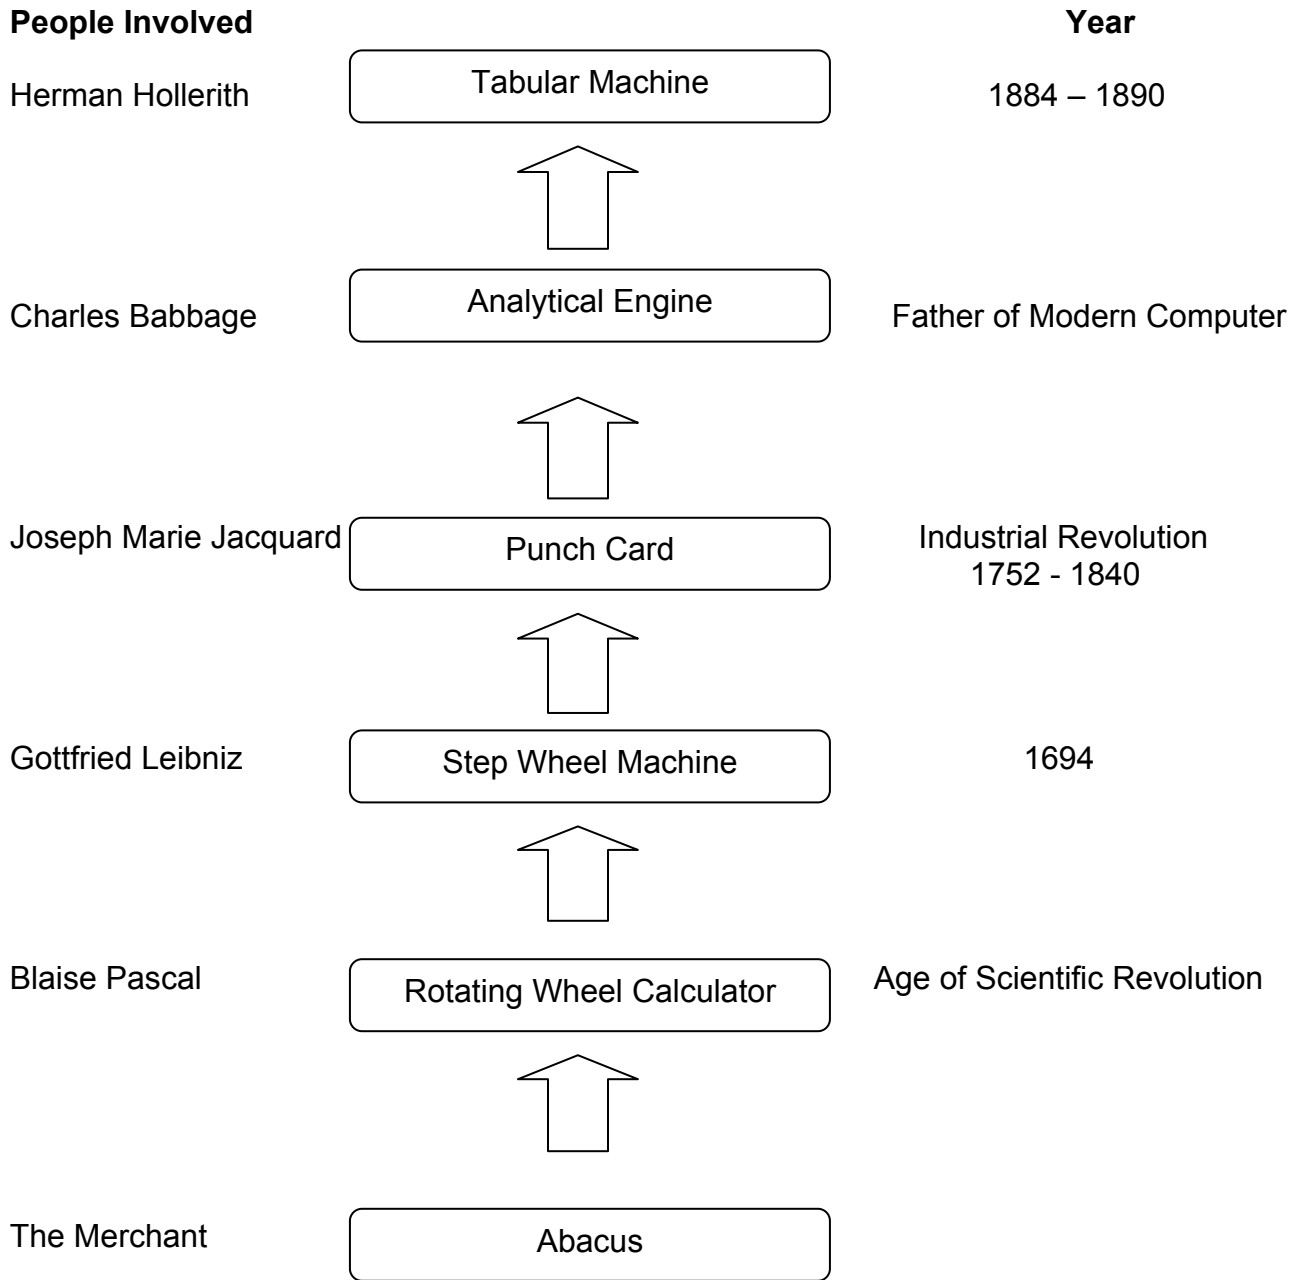 People Involved Year
Herman Hollerith Tabular Machine 1884 – 1890
Charles Babbage Analytical Engine Father of Modern Computer
Joseph Marie Jacquard Punch Card Industrial Revolution
1752 - 1840
Gottfried Leibniz Step Wheel Machine 1694
Blaise Pascal Rotating Wheel Calculator Age of Scientific Revolution
The Merchant Abacus